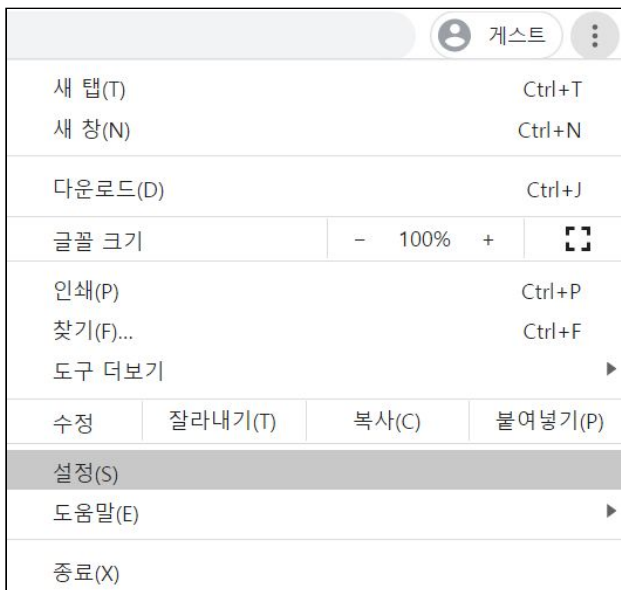 게스트
새 탭(T) Ctrl+T
새 창(N) Ctrl+N
다운로드(D) Ctrl+J
글꼴 크기 - 100% +
인쇄(P) Ctrl+P
찾기(F)... Ctrl+F
도구 더보기
수정 잘라내기(T) 복사(C) 붙여넣기(P)
설정(S)
도움말(E)
종료(X)